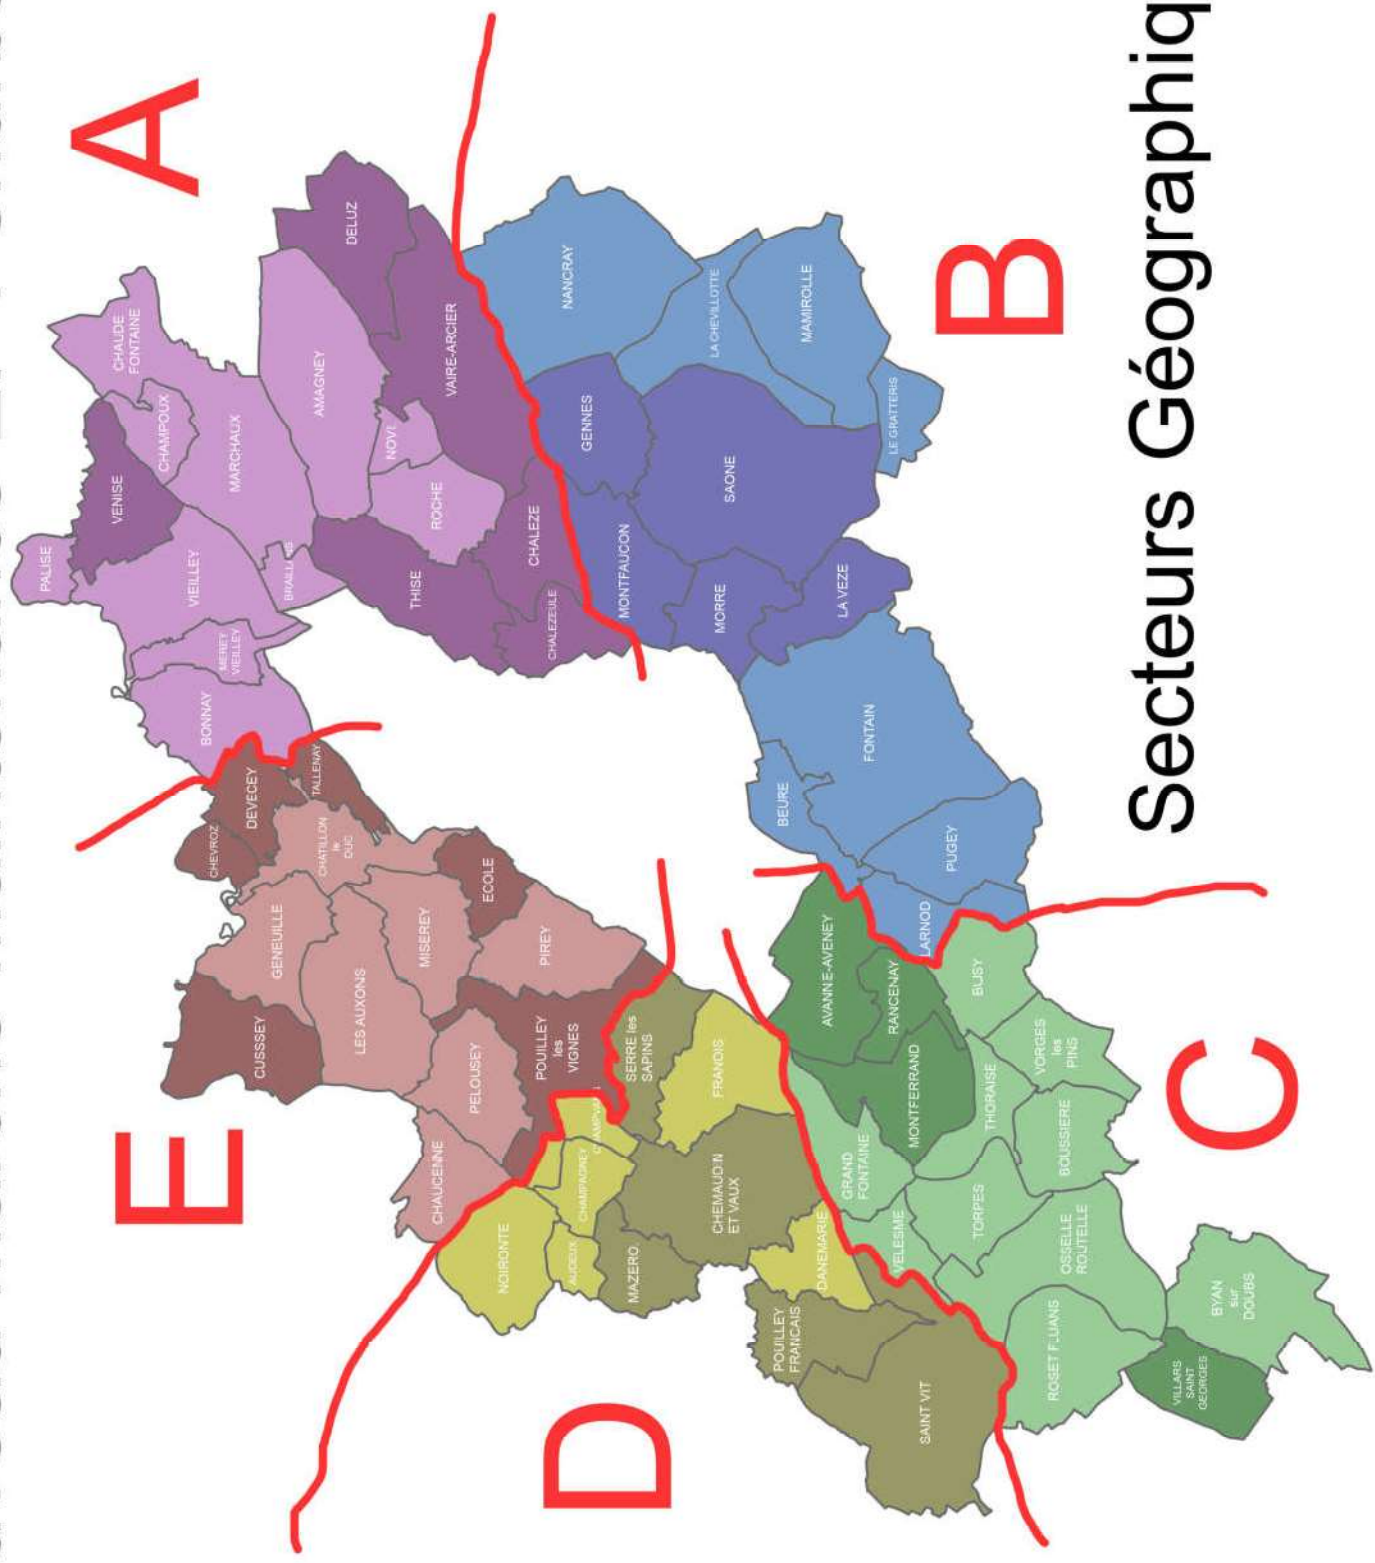 A
PALISE
VENISE
CHAUDE
FONTAINE
CHAMPOUX
MARCHAUX
VIEILLEY
MEREY
VIEILLEY
BONNAY
AMAGNEY
DELUZ
VAIRE-ARCIER
ROCHE
THISE
CHALEZE
CHALEZEULE
B
NANCRAY
GENNES
MONTFAUCON
LA CHEVILLOTTE
MAMIROLLE
SAONE
LE GRATTERIS
MORRE
LA VEZE
FONTAIN
BEURE
PUGEY
LARNOD
C
AVANNE-AVENEY
RANCENAY
MONTFERRAND
BUSY
VORGES
les
PINS
THORAISE
BOUSSIERE
GRAND
FONTAINE
TORPES
VELESME
OSSELLE
ROUTELLE
ROSET FLUANS
BYAN
sur
DOUBS
VILLARS
SAINT
GEORGES
D
NOIRONTE
AUDEUX
CHAMPAGNEY
MAZERO
CHEMAUDIN
ET VAUX
SERRE les
SAPINS
FRANOIS
DANEMARIE
POUILLEY
FRANCAIS
SAINT VIT
E
CHEVROZ
DEVECEY
TALLENAY
CHATILLON
le
DUC
GENEUILLE
CUSSSEY
LES AUXONS
MISEREY
ECOLE
PIREY
PELOUSEY
POUILLEY
les
VIGNES
CHAUCENNE
Secteurs Géographiq